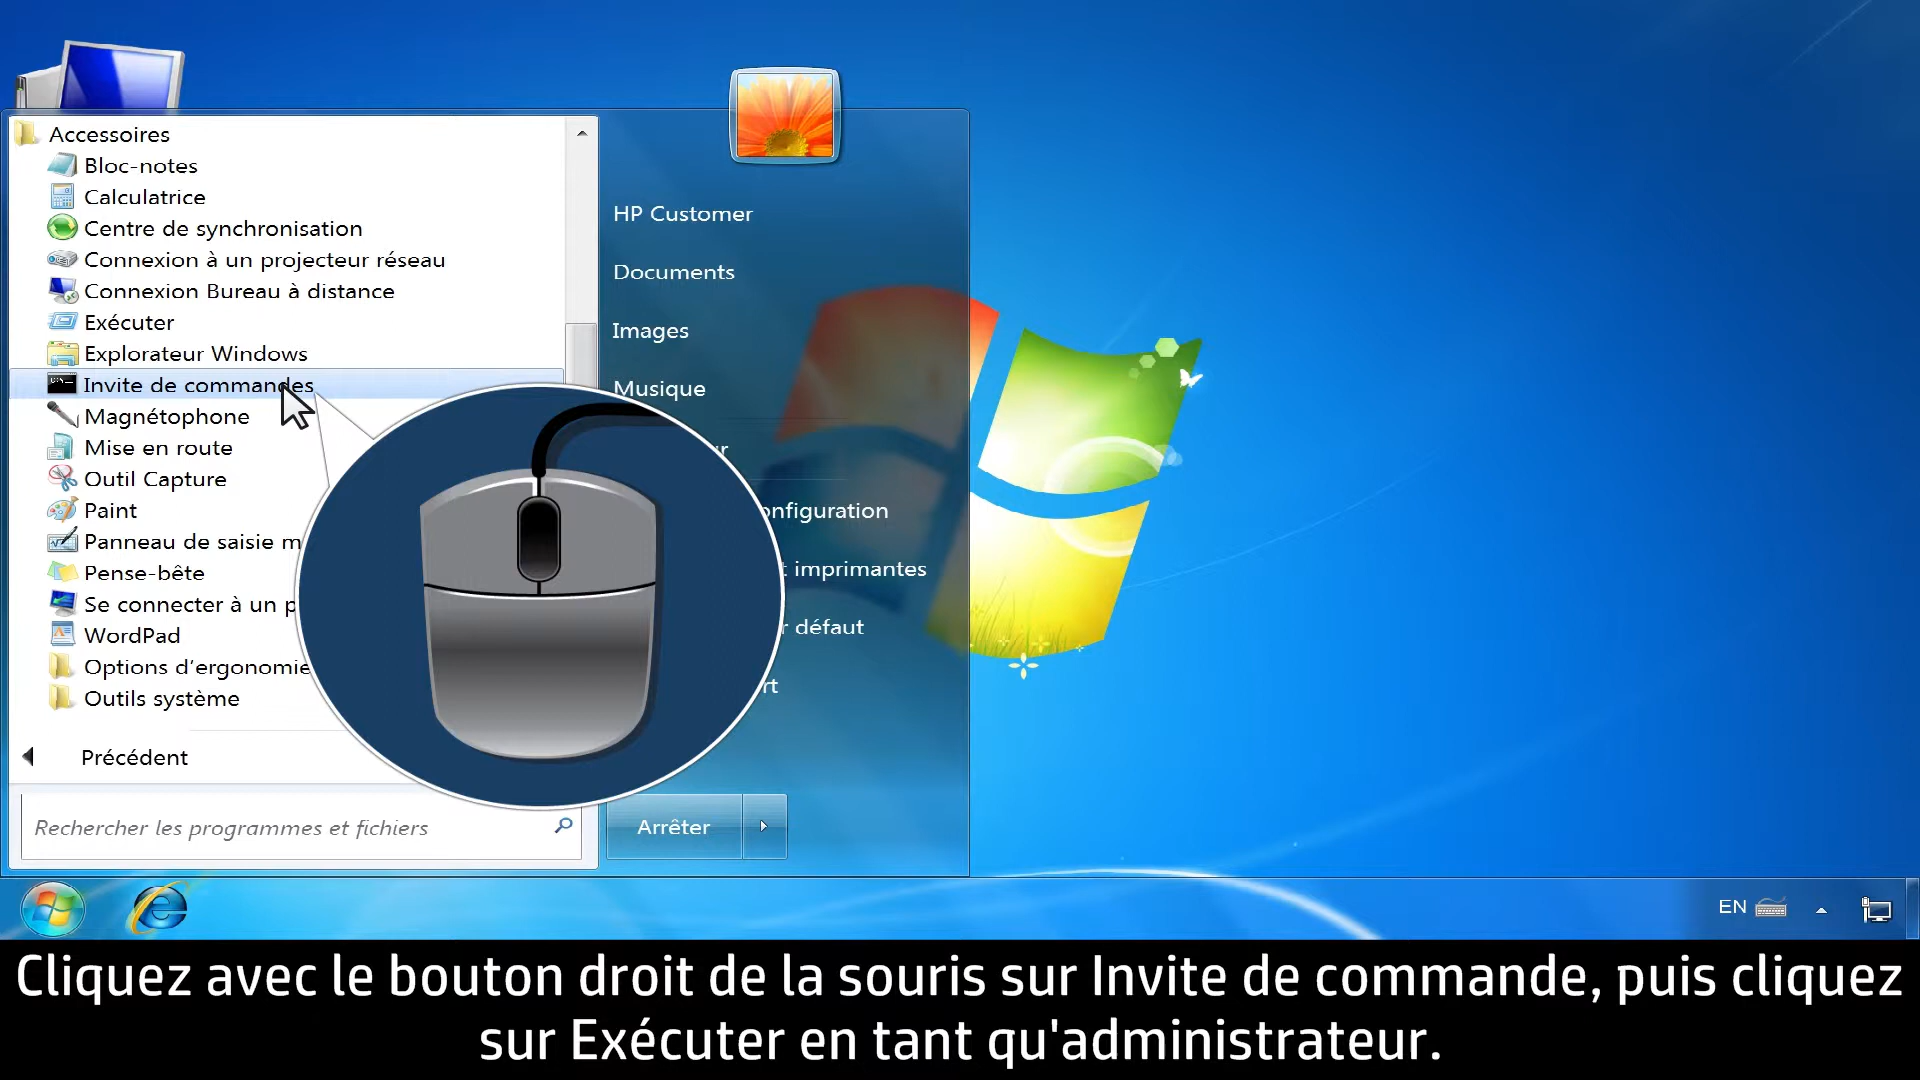 Accessoires
Bloc-notes
Calculatrice
Centre de synchronisation
Connexion à un projecteur réseau
Connexion Bureau à distance
Exécuter
Explorateur Windows
Invite de commandes
Magnétophone
Mise en route
Outil Capture
Paint
Panneau de saisie
Pense-bête
Se connecter à un
WordPad
Options d'ergonomie
Outils système
Précédent
Rechercher les programmes et fichiers
HP Customer
Documents
Images
Musique
onfiguration
t imprimantes
r défaut
rt
Arrêter
EN
Cliquez avec le bouton droit de la souris sur Invite de commande, puis cliquez
sur Exécuter en tant qu'administrateur.